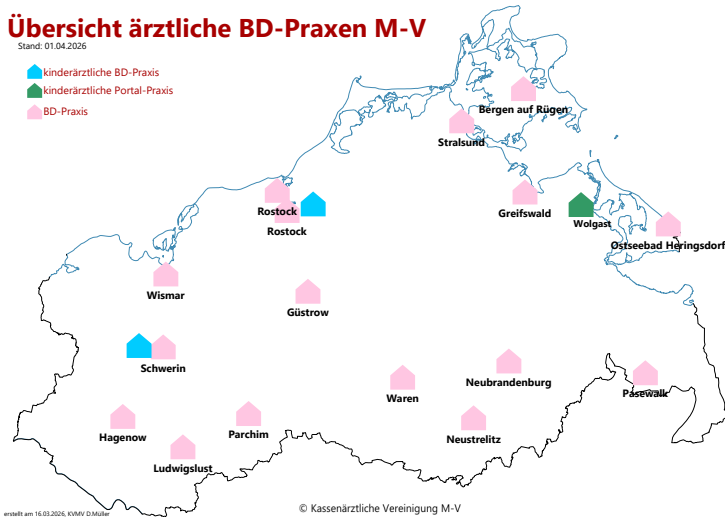 Übersicht ärztliche BD-Praxen M-V
Stand: 01.04.2026
kinderärztliche BD-Praxis
kinderärztliche Portal-Praxis
BD-Praxis
Bergen auf Rügen
Stralsund
Rostock
Rostock
Greifswald
Wolgast
Ostseebad Heringsdorf
Wismar
Güstrow
Schwerin
Waren
Neubrandenburg
Pasewalk
Hagenow
Parchim
Neustrelitz
Ludwigslust
© Kassenärztliche Vereinigung M-V
erstellt am 16.03.2026, KVMV D.Müller